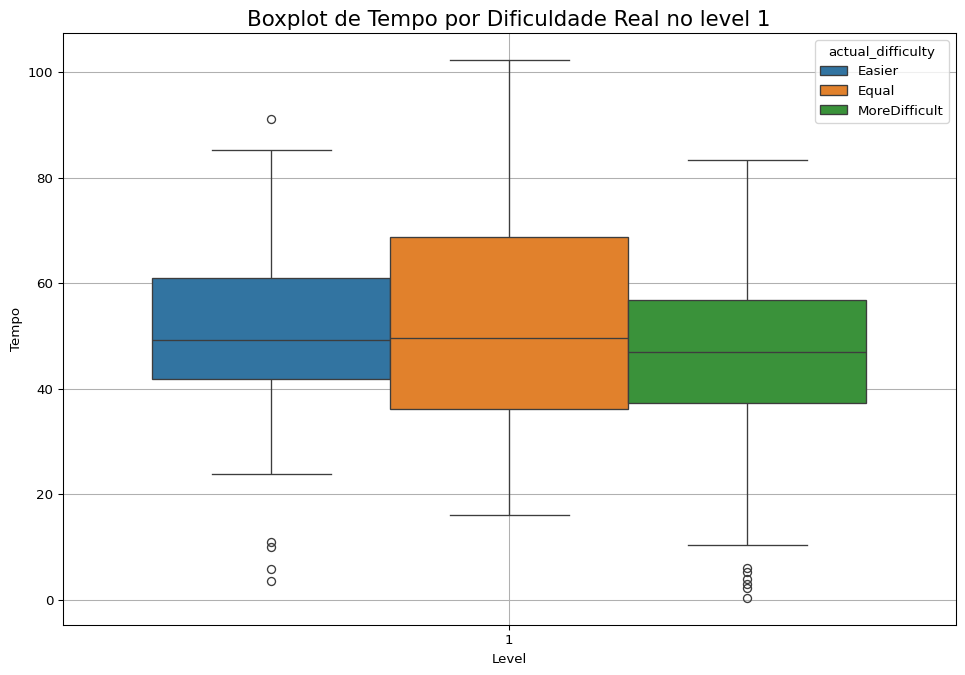 Boxplot de Tempo por Dificuldade Real no level 1
actual_difficulty
Easier
Equal
MoreDifficult
Tempo
100
80
60
40
20
0
1
Level